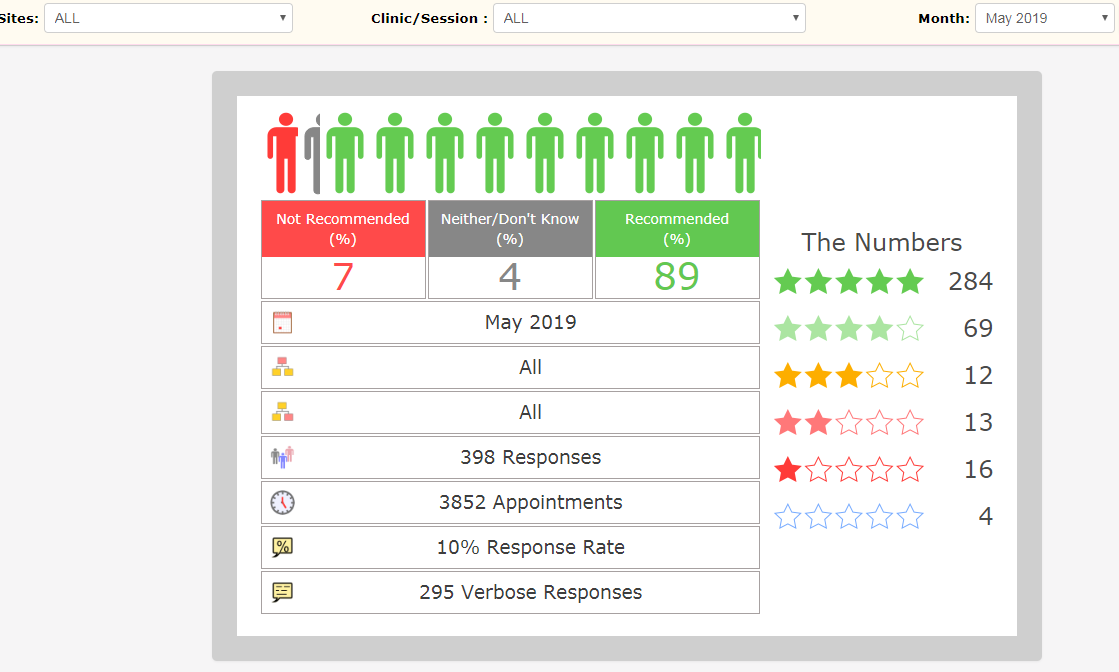 Sites: ALL Clinic/Session : ALL Month: May 2019
Not Recommended (%)
7
Neither/Don't Know (%)
4
Recommended (%)
89
May 2019
All
All
398 Responses
3852 Appointments
10% Response Rate
295 Verbose Responses
The Numbers
284
69
12
13
16
4